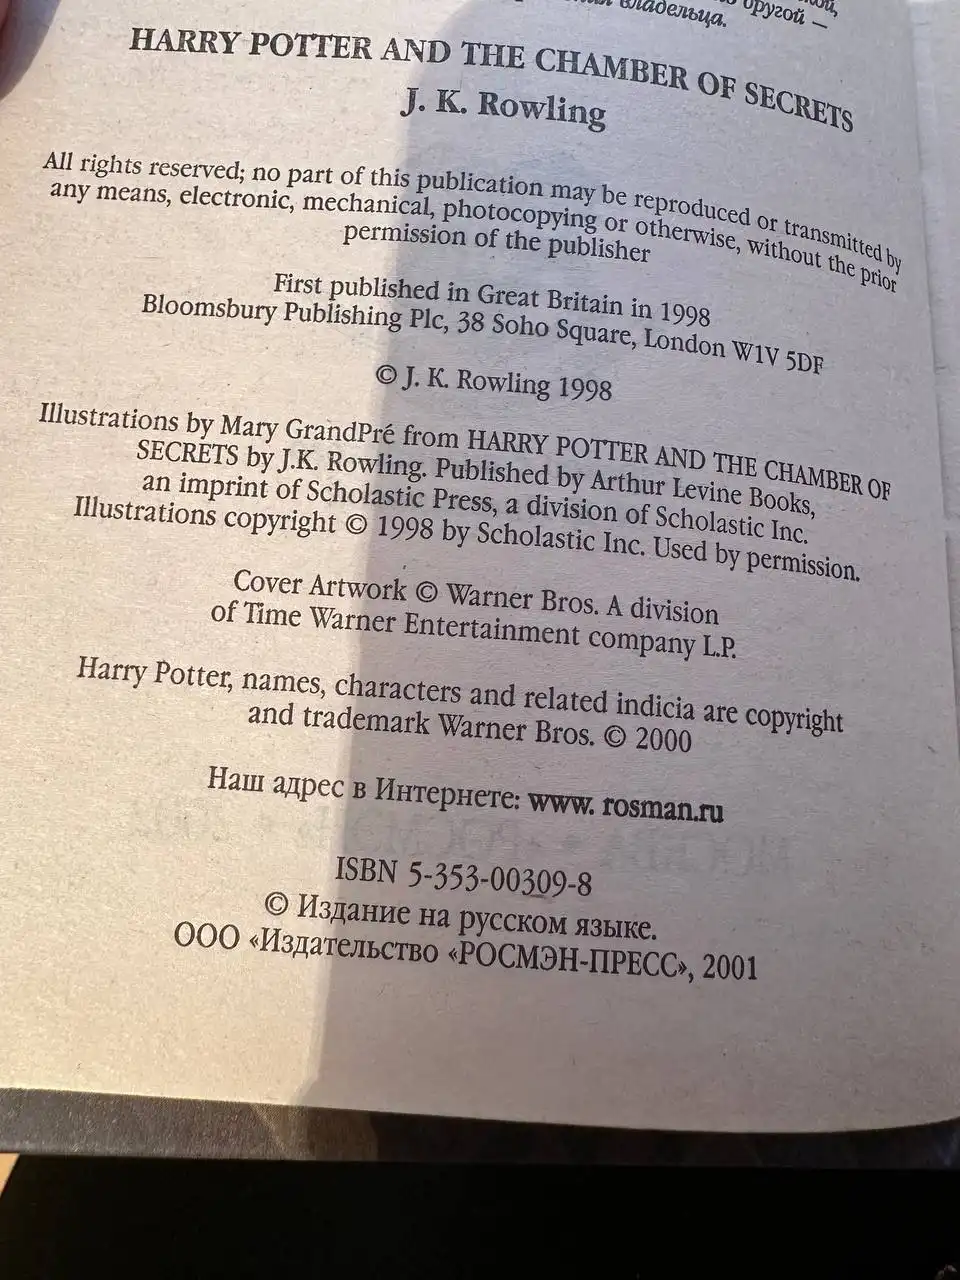 другой —
владельца.
HARRY POTTER AND THE CHAMBER OF SECRETS
J. K. Rowling
All rights reserved; no part of this publication may be reproduced or transmitted by
any means, electronic, mechanical, photocopying or otherwise, without the prior
permission of the publisher
First published in Great Britain in 1998
Bloomsbury Publishing Plc, 38 Soho Square, London W1V 5DF
© J. K. Rowling 1998
Illustrations by Mary GrandPré from HARRY POTTER AND THE CHAMBER OF
SECRETS by J.K. Rowling. Published by Arthur Levine Books,
an imprint of Scholastic Press, a division of Scholastic Inc.
Illustrations copyright © 1998 by Scholastic Inc. Used by permission.
Cover Artwork © Warner Bros. A division
of Time Warner Entertainment company L.P.
Harry Potter, names, characters and related indicia are copyright
and trademark Warner Bros. © 2000
Наш адрес в Интернете: www. rosman.ru
ISBN 5-353-00309-8
© Издание на русском языке.
ООО «Издательство «РОСМЭН-ПРЕСС», 2001